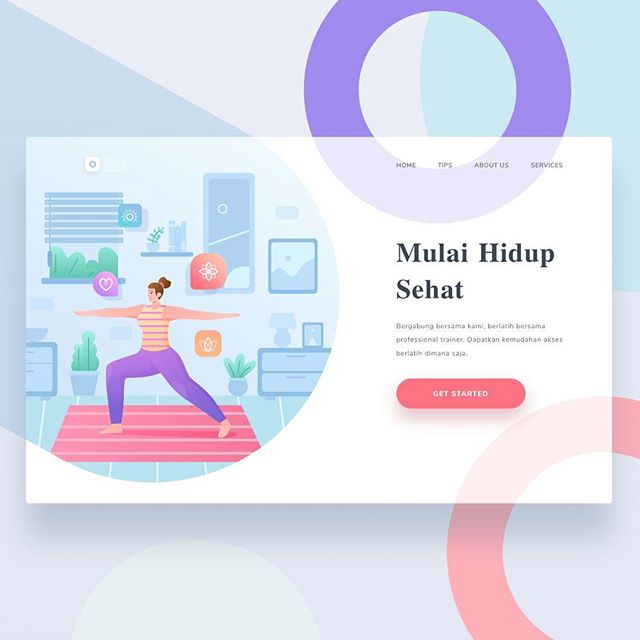 HOME TIPS ABOUT US SERVICES
Mulai Hidup
Sehat
Bergabung bersama kami, berlatih bersama
professional trainer. Dapatkan kemudahan akses
berlatih dimana saja.
GET STARTED